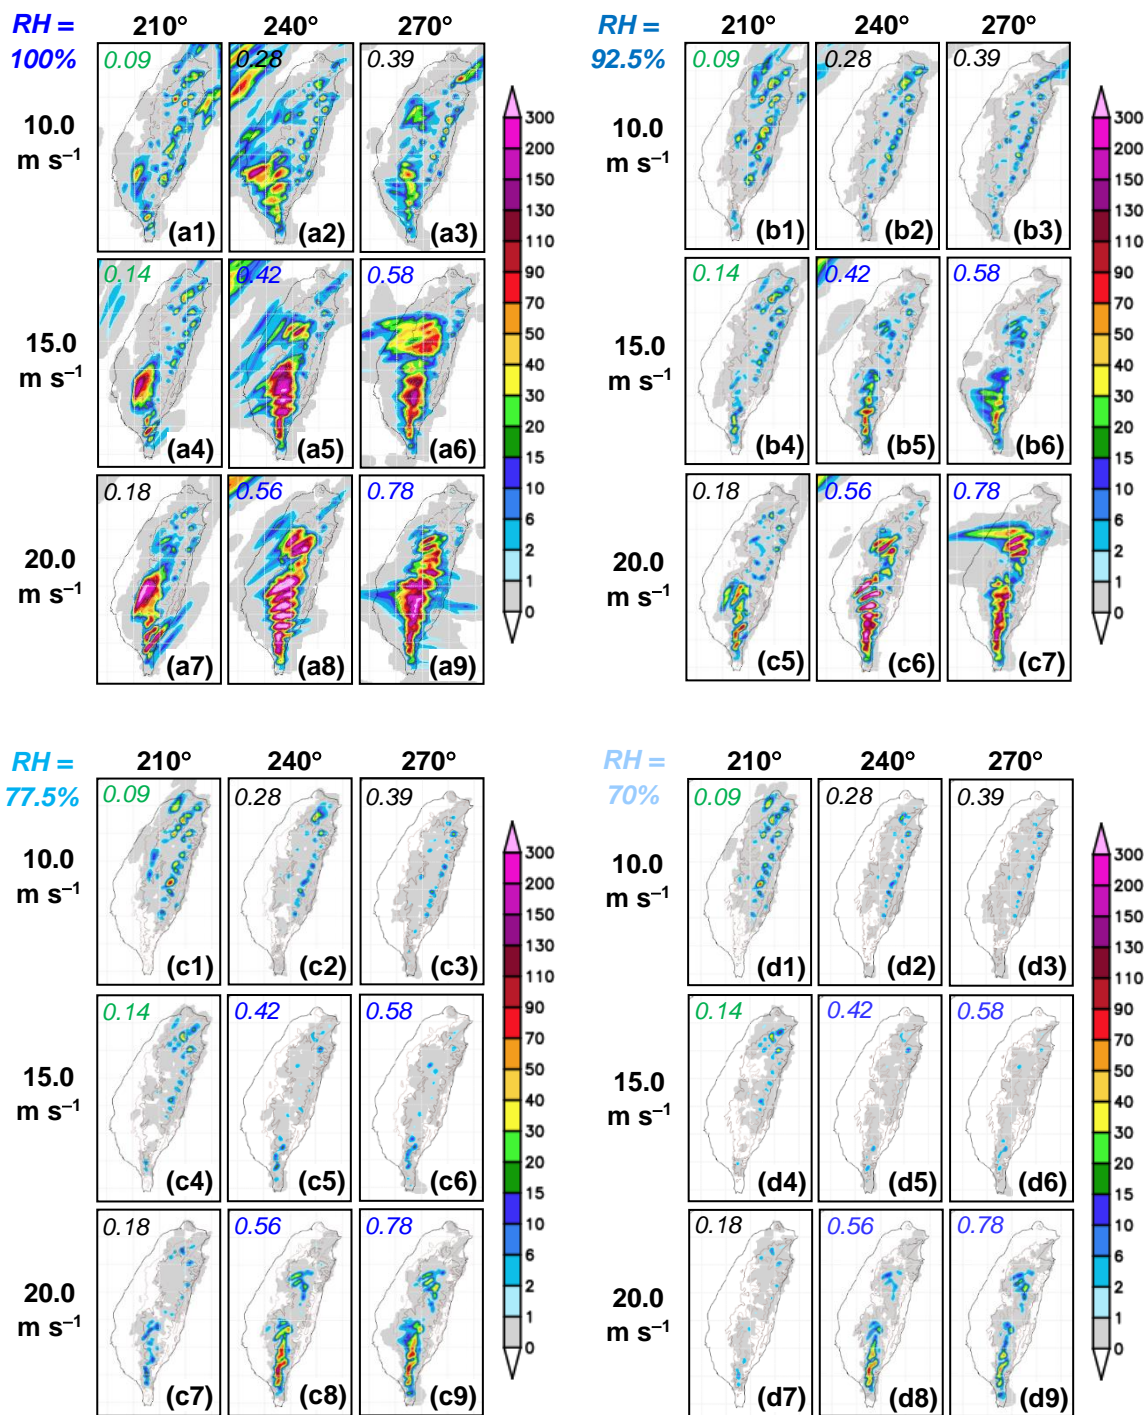 RH = 210° 240° 270°
100%
0.09 0.28 0.39
10.0
m s⁻¹
(a1) (a2) (a3)
0.14 0.42 0.58
15.0
m s⁻¹
(a4) (a5) (a6)
0.18 0.56 0.78
20.0
m s⁻¹
(a7) (a8) (a9)
300
200
150
130
110
90
70
50
40
30
20
15
10
6
2
1
0
RH = 210° 240° 270°
92.5%
0.09 0.28 0.39
10.0
m s⁻¹
(b1) (b2) (b3)
0.14 0.42 0.58
15.0
m s⁻¹
(b4) (b5) (b6)
0.18 0.56 0.78
20.0
m s⁻¹
(c5) (c6) (c7)
300
200
150
130
110
90
70
50
40
30
20
15
10
6
2
1
0
RH = 210° 240° 270°
77.5%
0.09 0.28 0.39
10.0
m s⁻¹
(c1) (c2) (c3)
0.14 0.42 0.58
15.0
m s⁻¹
(c4) (c5) (c6)
0.18 0.56 0.78
20.0
m s⁻¹
(c7) (c8) (c9)
300
200
150
130
110
90
70
50
40
30
20
15
10
6
2
1
0
RH = 210° 240° 270°
70%
0.09 0.28 0.39
10.0
m s⁻¹
(d1) (d2) (d3)
0.14 0.42 0.58
15.0
m s⁻¹
(d4) (d5) (d6)
0.18 0.56 0.78
20.0
m s⁻¹
(d7) (d8) (d9)
300
200
150
130
110
90
70
50
40
30
20
15
10
6
2
1
0